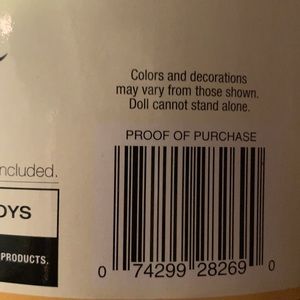 Colors and decorations
may vary from those shown.
Doll cannot stand alone.
PROOF OF PURCHASE
included.
OYS
PRODUCTS.
0 74299 28269 0